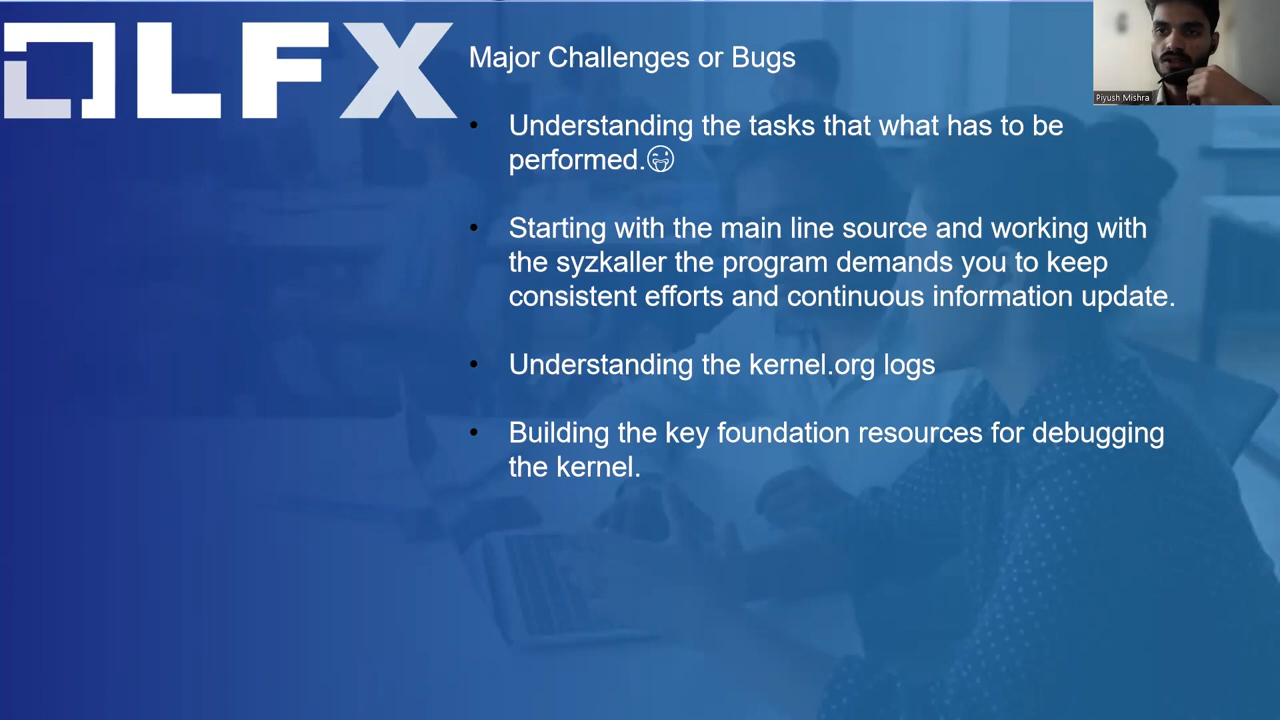 LFX
Major Challenges or Bugs
Piyush Mishra
• Understanding the tasks that what has to be
performed.😝
• Starting with the main line source and working with
the syzkaller the program demands you to keep
consistent efforts and continuous information update.
• Understanding the kernel.org logs
• Building the key foundation resources for debugging
the kernel.